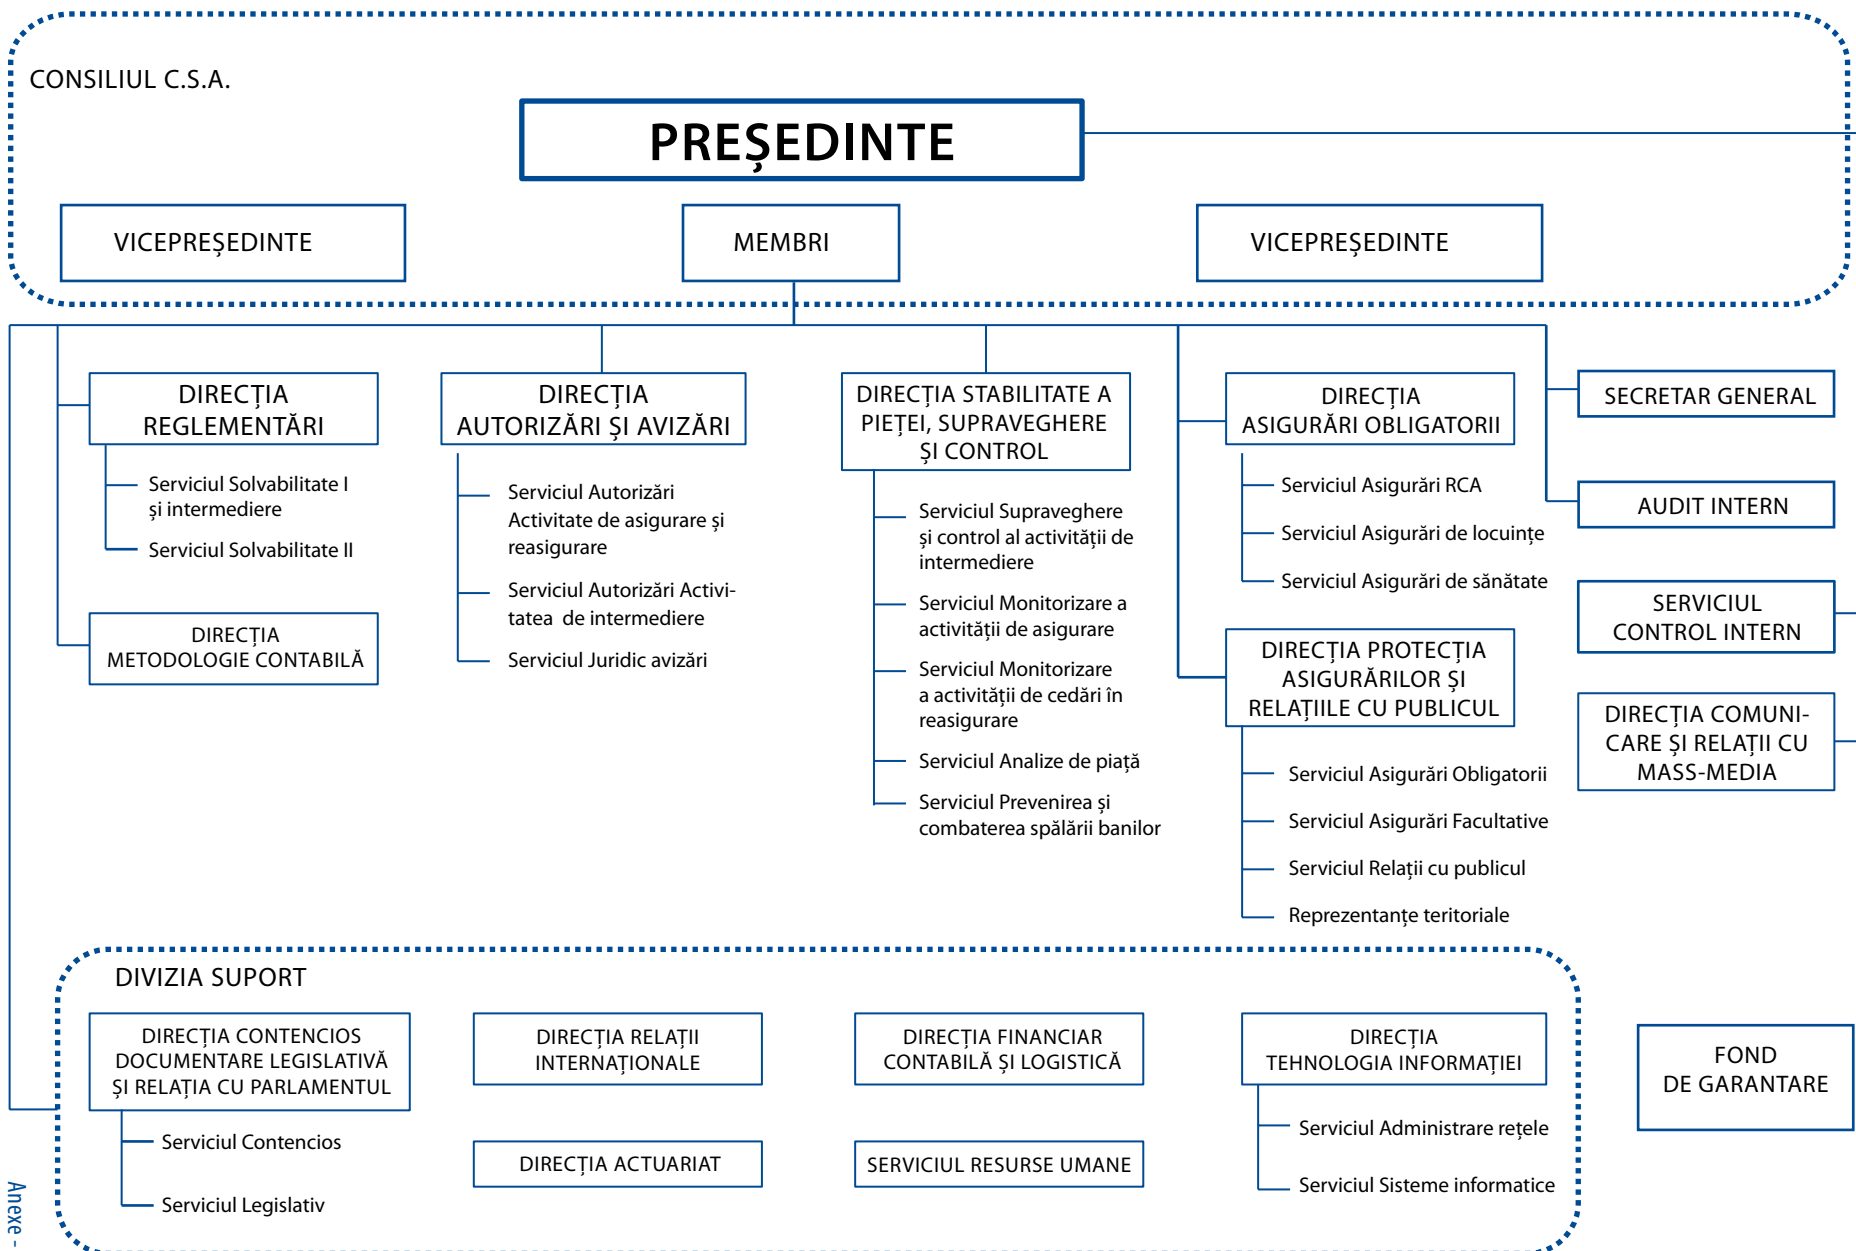 CONSILIUL C.S.A.
PREȘEDINTE
VICEPREȘEDINTE
MEMBRI
VICEPREȘEDINTE
DIRECȚIA
REGLEMENTĂRI
Serviciul Solvabilitate I
și intermediere
Serviciul Solvabilitate II
DIRECȚIA
METODOLOGIE CONTABILĂ
DIRECȚIA
AUTORIZĂRI ȘI AVIZĂRI
Serviciul Autorizări
Activitate de asigurare și
reasigurare
Serviciul Autorizări Activi-
tatea de intermediere
Serviciul Juridic avizări
DIRECȚIA STABILITATE A
PIEȚEI, SUPRAVEGHERE
ȘI CONTROL
Serviciul Supraveghere
și control al activității de
intermediere
Serviciul Monitorizare a
activității de asigurare
Serviciul Monitorizare
a activității de cedări în
reasigurare
Serviciul Analize de piață
Serviciul Prevenirea și
combaterea spălării banilor
DIRECȚIA
ASIGURĂRI OBLIGATORII
Serviciul Asigurări RCA
Serviciul Asigurări de locuințe
Serviciul Asigurări de sănătate
DIRECȚIA PROTECȚIA
ASIGURĂRILOR ȘI
RELAȚIILE CU PUBLICUL
Serviciul Asigurări Obligatorii
Serviciul Asigurări Facultative
Serviciul Relații cu publicul
Reprezentanțe teritoriale
SECRETAR GENERAL
AUDIT INTERN
SERVICIUL
CONTROL INTERN
DIRECȚIA COMUNI-
CARE ȘI RELAȚII CU
MASS-MEDIA
DIVIZIA SUPORT
DIRECȚIA CONTENCIOS
DOCUMENTARE LEGISLATIVĂ
ȘI RELAȚIA CU PARLAMENTUL
Serviciul Contencios
Serviciul Legislativ
DIRECȚIA RELAȚII
INTERNAȚIONALE
DIRECȚIA ACTUARIAT
DIRECȚIA FINANCIAR
CONTABILĂ ȘI LOGISTICĂ
SERVICIUL RESURSE UMANE
DIRECȚIA
TEHNOLOGIA INFORMAȚIEI
Serviciul Administrare rețele
Serviciul Sisteme informatice
FOND
DE GARANTARE
Anexe -